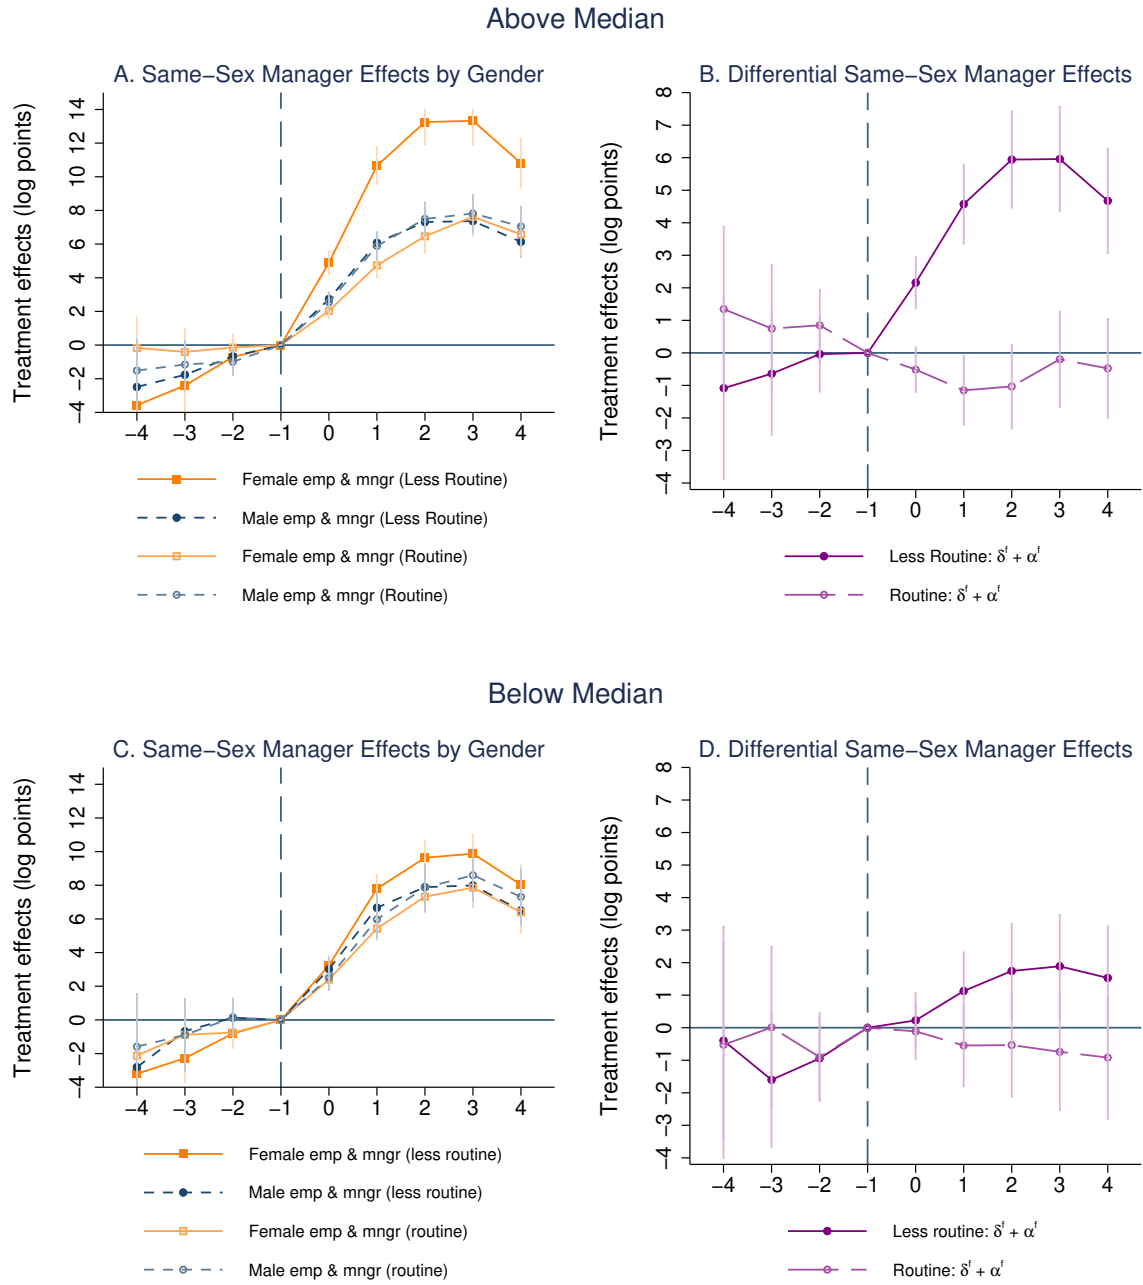 Above Median
A. Same−Sex Manager Effects by Gender
Treatment effects (log points)
14
12
10
8
6
4
2
0
−2
−4
−4 −3 −2 −1 0 1 2 3 4
Female emp & mngr (Less Routine)
Male emp & mngr (Less Routine)
Female emp & mngr (Routine)
Male emp & mngr (Routine)
B. Differential Same−Sex Manager Effects
Treatment effects (log points)
8
7
6
5
4
3
2
1
0
−1
−2
−3
−4
−4 −3 −2 −1 0 1 2 3 4
Less Routine: δᶠ + αᶠ
Routine: δᶠ + αᶠ
Below Median
C. Same−Sex Manager Effects by Gender
Treatment effects (log points)
14
12
10
8
6
4
2
0
−2
−4
−4 −3 −2 −1 0 1 2 3 4
Female emp & mngr (less routine)
Male emp & mngr (less routine)
Female emp & mngr (routine)
Male emp & mngr (routine)
D. Differential Same−Sex Manager Effects
Treatment effects (log points)
8
7
6
5
4
3
2
1
0
−1
−2
−3
−4
−4 −3 −2 −1 0 1 2 3 4
Less routine: δᶠ + αᶠ
Routine: δᶠ + αᶠ